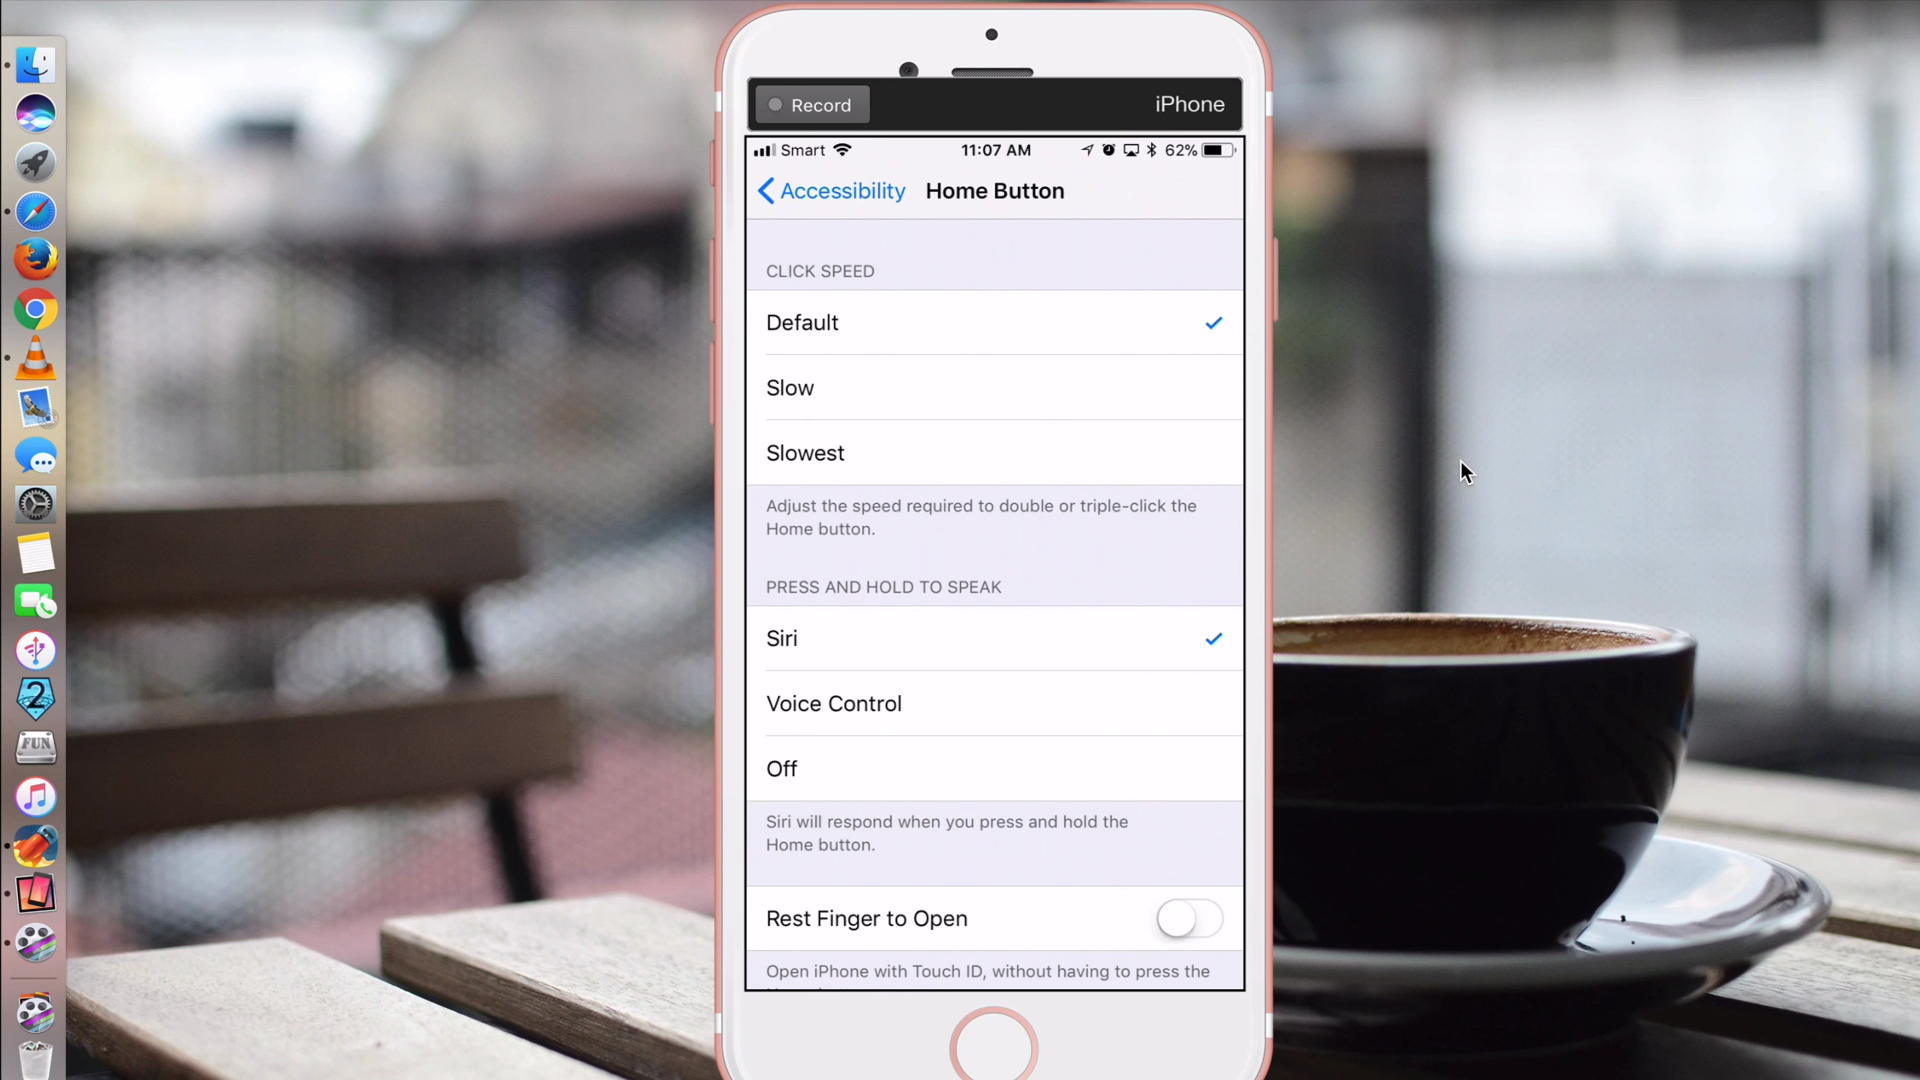 Record
iPhone
Smart
11:07 AM
62%
Accessibility
Home Button
CLICK SPEED
Default
Slow
Slowest
Adjust the speed required to double or triple-click the
Home button.
PRESS AND HOLD TO SPEAK
Siri
Voice Control
Off
Siri will respond when you press and hold the
Home button.
Rest Finger to Open
Open iPhone with Touch ID, without having to press the
2
FUN